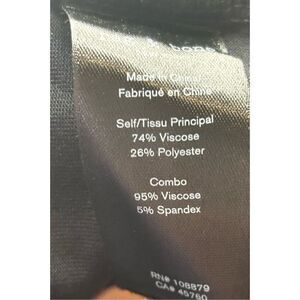 Made in China
Fabriqué en Chine
Self/Tissu Principal
74% Viscose
26% Polyester
Combo
95% Viscose
5% Spandex
RN# 108879
CA# 45760